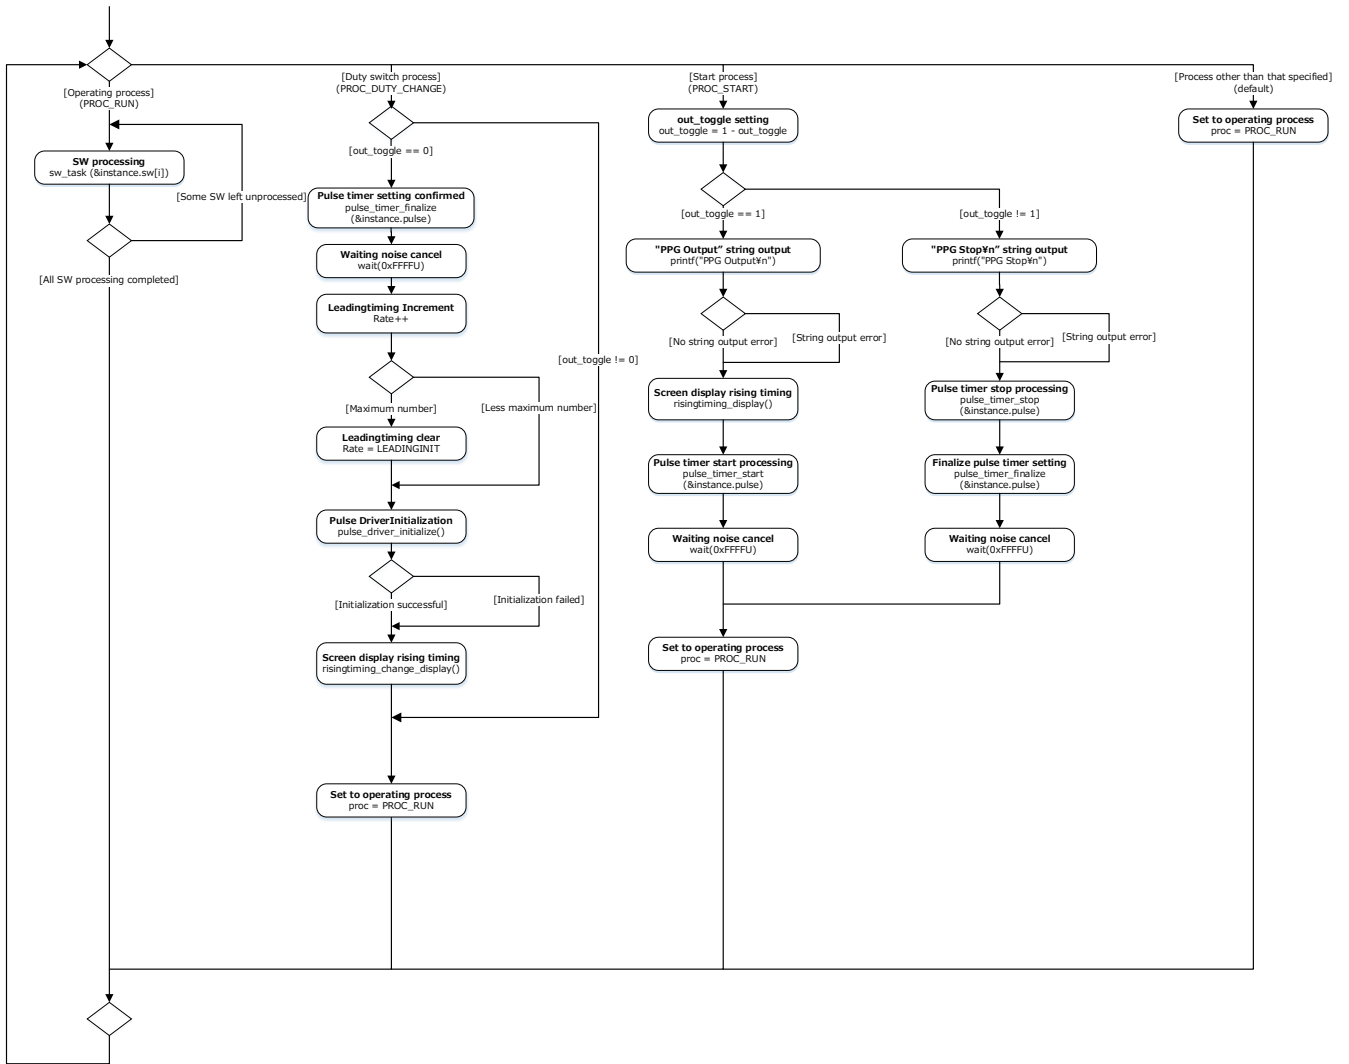 [Operating process]
(PROC_RUN)
SW processing
sw_task (&instance.sw[i])
[Some SW left unprocessed]
[All SW processing completed]
[Duty switch process]
(PROC_DUTY_CHANGE)
[out_toggle == 0]
Pulse timer setting confirmed
pulse_timer_finalize
(&instance.pulse)
Waiting noise cancel
wait(0xFFFFU)
Leadingtiming Increment
Rate++
[out_toggle != 0]
[Maximum number]
[Less maximum number]
Leadingtiming clear
Rate = LEADINGINIT
Pulse DriverInitialization
pulse_driver_initialize()
[Initialization successful]
[Initialization failed]
Screen display rising timing
risingtiming_change_display()
Set to operating process
proc = PROC_RUN
[Start process]
(PROC_START)
out_toggle setting
out_toggle = 1 - out_toggle
[out_toggle == 1]
[out_toggle != 1]
"PPG Output” string output
printf("PPG Output¥n")
[No string output error]
[String output error]
Screen display rising timing
risingtiming_display()
Pulse timer start processing
pulse_timer_start
(&instance.pulse)
Waiting noise cancel
wait(0xFFFFU)
Set to operating process
proc = PROC_RUN
"PPG Stop¥n” string output
printf("PPG Stop¥n")
[No string output error]
[String output error]
Pulse timer stop processing
pulse_timer_stop
(&instance.pulse)
Finalize pulse timer setting
pulse_timer_finalize
(&instance.pulse)
Waiting noise cancel
wait(0xFFFFU)
[Process other than that specified]
(default)
Set to operating process
proc = PROC_RUN